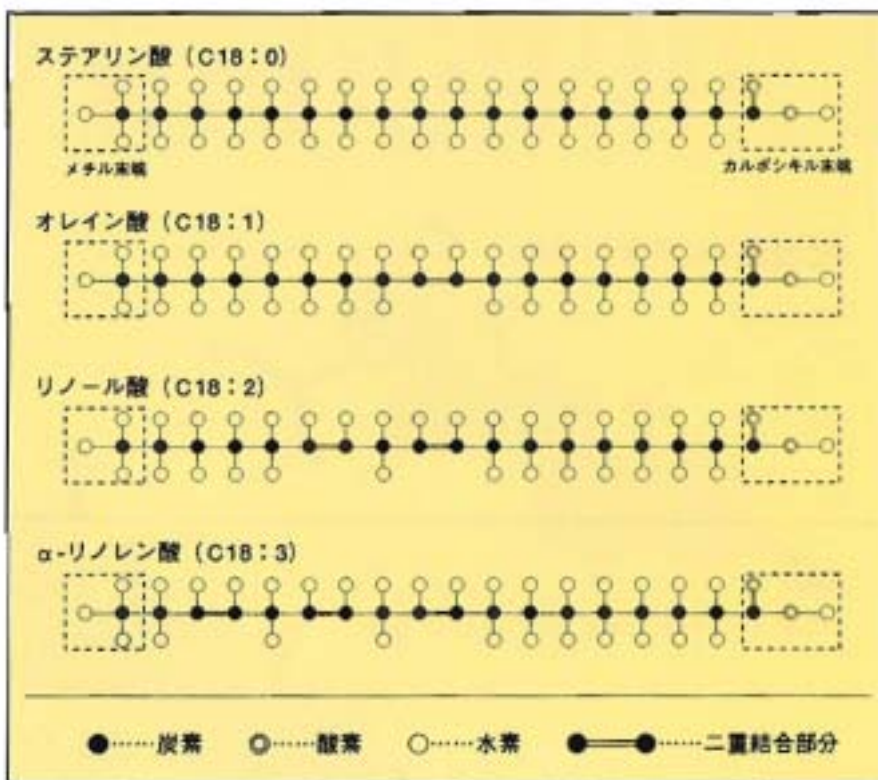 ステアリン酸 (C18:0)
メチル末端 カルボシキル末端
オレイン酸 (C18:1)
リノール酸 (C18:2)
α-リノレン酸 (C18:3)
●……炭素 ◎……酸素 ○……水素 ●══●……二重結合部分